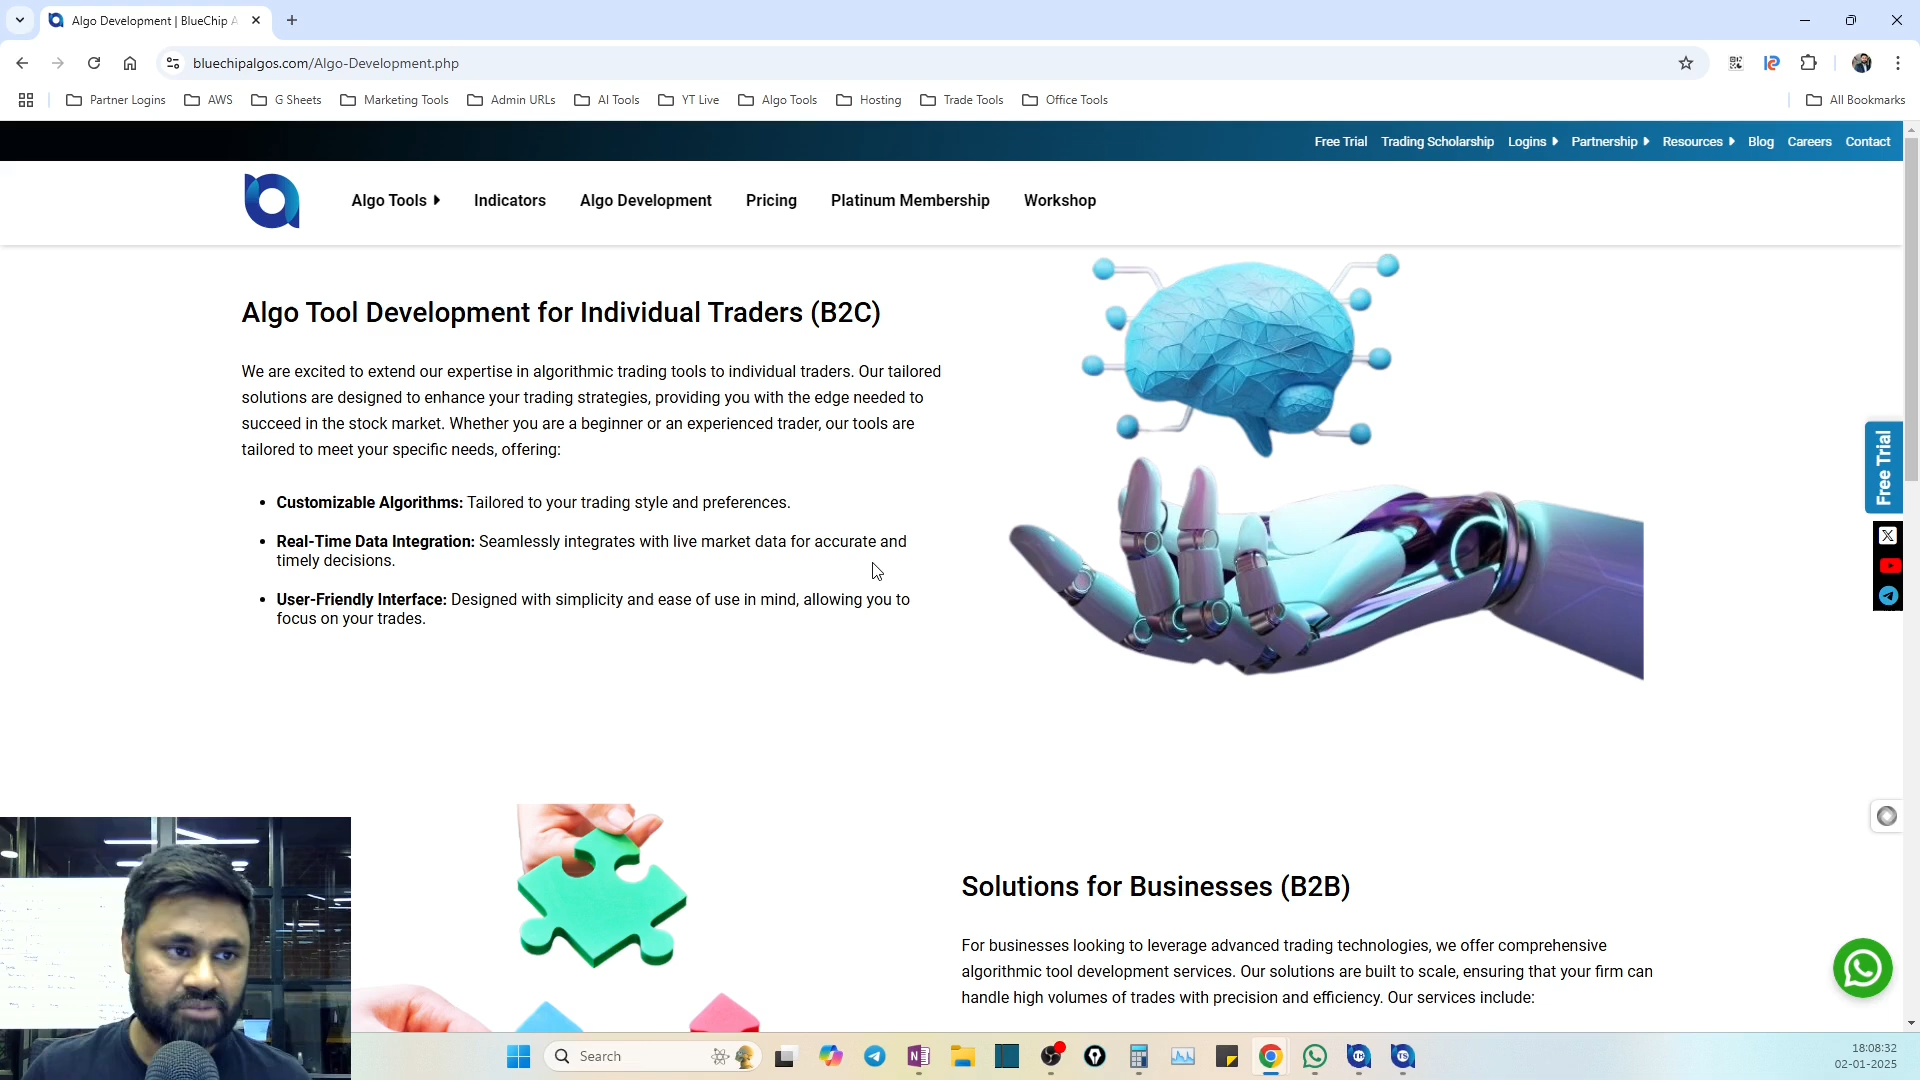 Algo Development | BlueChip A
bluechipalgos.com/Algo-Development.php
Partner Logins
AWS
G Sheets
Marketing Tools
Admin URLs
AI Tools
YT Live
Algo Tools
Hosting
Trade Tools
Office Tools
All Bookmarks
Free Trial
Trading Scholarship
Logins
Partnership
Resources
Blog
Careers
Contact
Algo Tools
Indicators
Algo Development
Pricing
Platinum Membership
Workshop
Algo Tool Development for Individual Traders (B2C)
We are excited to extend our expertise in algorithmic trading tools to individual traders. Our tailored
solutions are designed to enhance your trading strategies, providing you with the edge needed to
succeed in the stock market. Whether you are a beginner or an experienced trader, our tools are
tailored to meet your specific needs, offering:
• Customizable Algorithms: Tailored to your trading style and preferences.
• Real-Time Data Integration: Seamlessly integrates with live market data for accurate and
timely decisions.
• User-Friendly Interface: Designed with simplicity and ease of use in mind, allowing you to
focus on your trades.
Free Trial
Solutions for Businesses (B2B)
For businesses looking to leverage advanced trading technologies, we offer comprehensive
algorithmic tool development services. Our solutions are built to scale, ensuring that your firm can
handle high volumes of trades with precision and efficiency. Our services include:
Search
18:08:32
02-01-2025